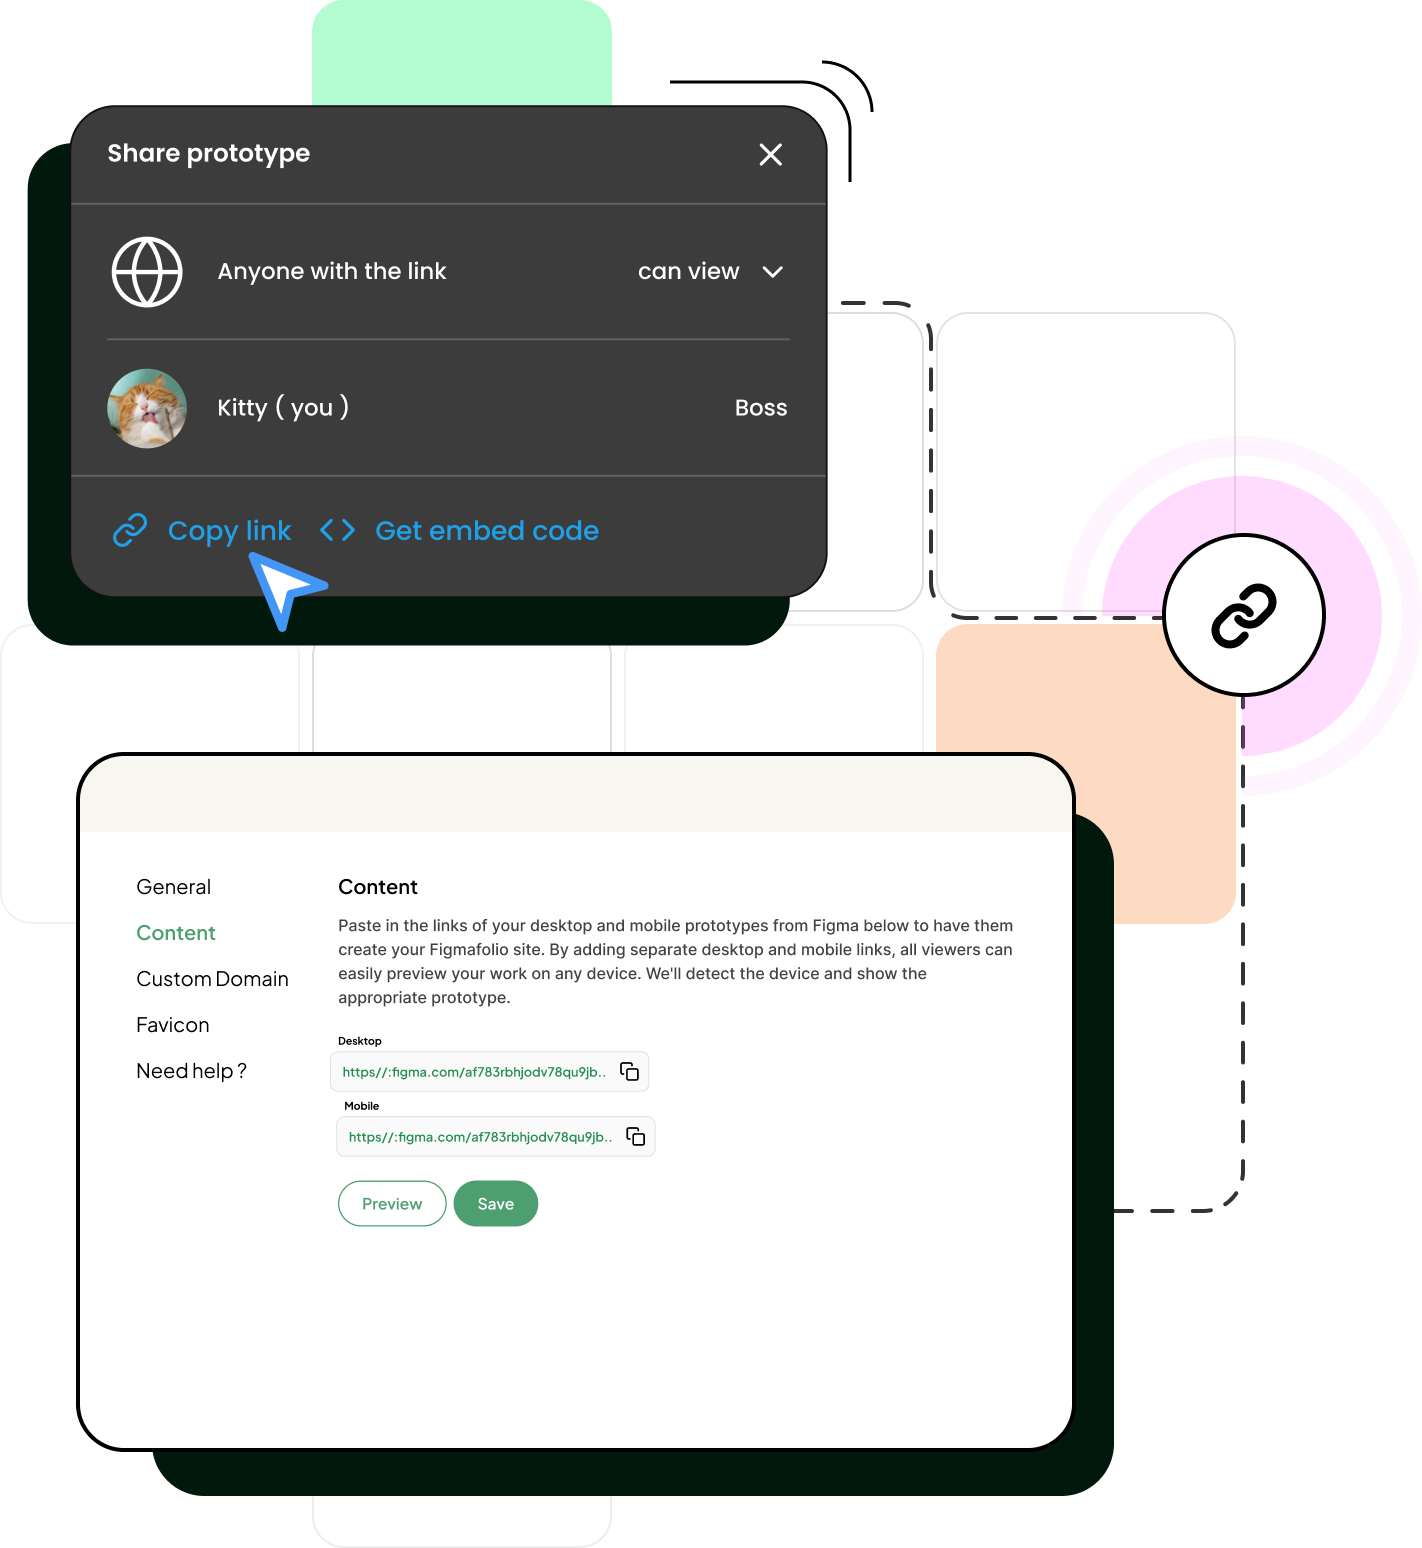 Share prototype
Anyone with the link can view
Kitty ( you ) Boss
Copy link <> Get embed code
General
Content
Custom Domain
Favicon
Need help ?
Content
Paste in the links of your desktop and mobile prototypes from Figma below to have them
create your Figmafolio site. By adding separate desktop and mobile links, all viewers can
easily preview your work on any device. We'll detect the device and show the
appropriate prototype.
Desktop
https//:figma.com/af783rbhjodv78qu9jb..
Mobile
https//:figma.com/af783rbhjodv78qu9jb..
Preview Save